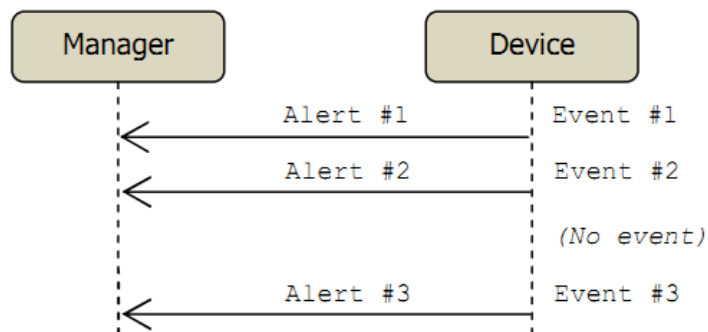 Manager Device
Alert #1 Event #1
Alert #2 Event #2
(No event)
Alert #3 Event #3